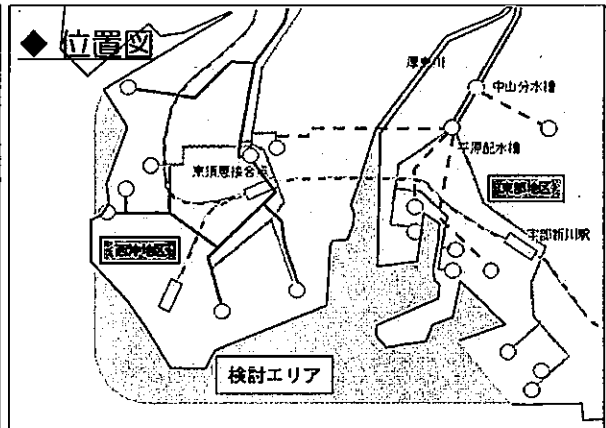 ◆ 位置図
厚東川
中山分水槽
平原配水槽
東須恵接合井
東部地区
宇部新川駅
西沖地区
検討エリア